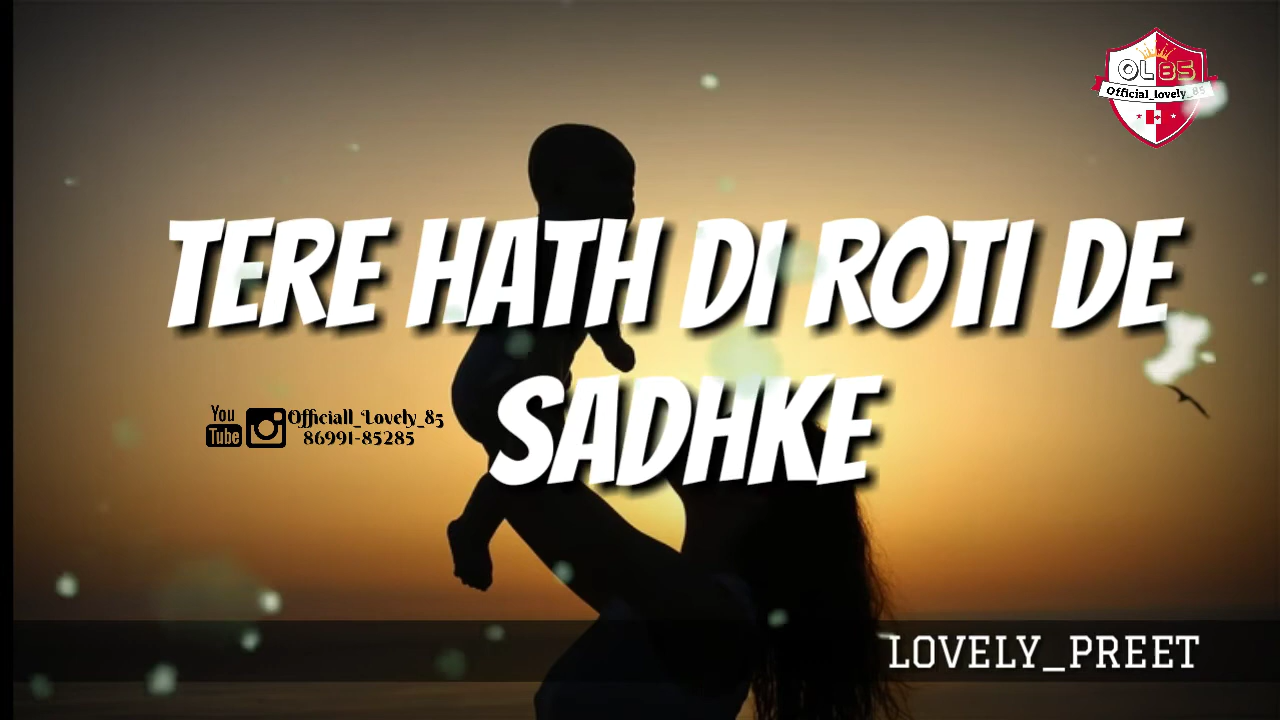 OL85
Official_lovely_85
TERE HATH DI ROTI DE
SADHKE
You
Tube
Officiall_Lovely_85
86991-85285
LOVELY_PREET